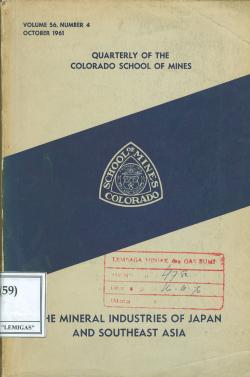 VOLUME 56, NUMBER 4
OCTOBER 1961
QUARTERLY OF THE
COLORADO SCHOOL OF MINES
SCHOOL OF MINES
COLORADO
LEMBAGA MINJAK dan GAS BUMI
(59)
"LEMIGAS"
HE MINERAL INDUSTRIES OF JAPAN
AND SOUTHEAST ASIA